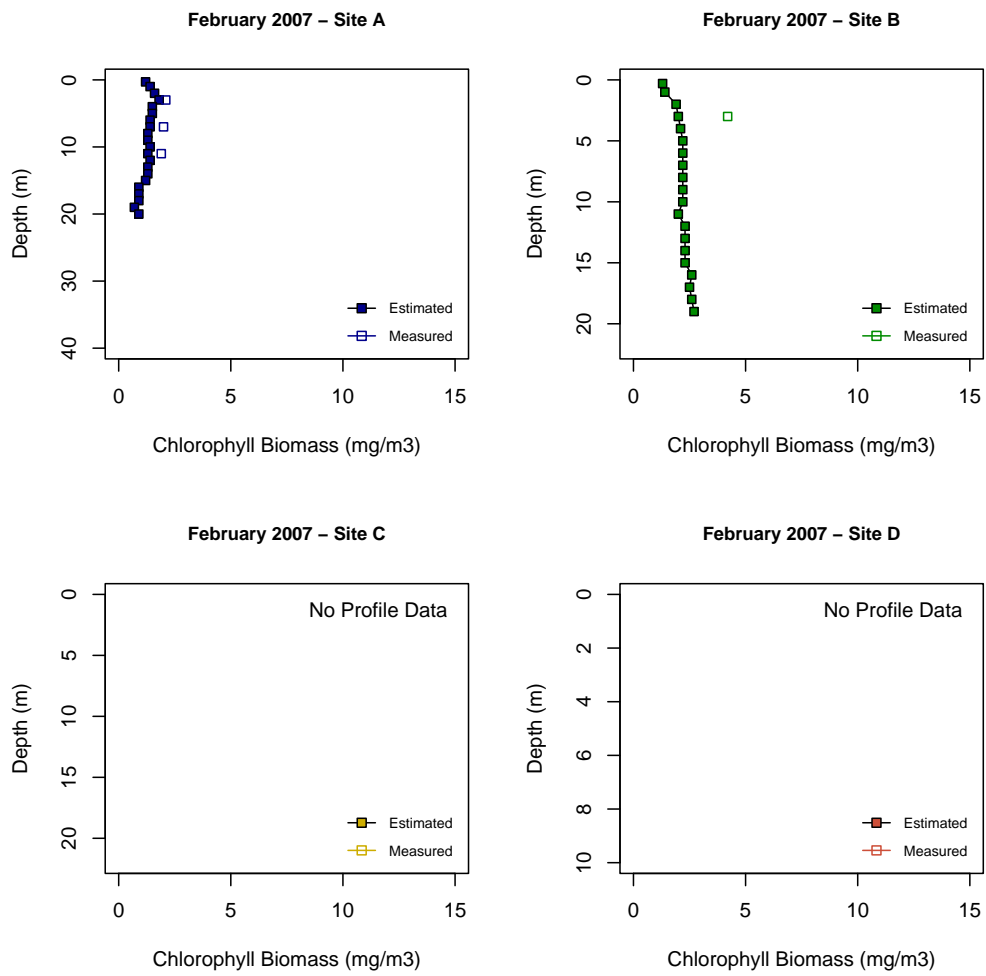 February 2007 – Site A
0
10
20
30
40
Depth (m)
Estimated
Measured
0 5 10 15
Chlorophyll Biomass (mg/m3)
February 2007 – Site B
0
5
10
15
20
Depth (m)
Estimated
Measured
0 5 10 15
Chlorophyll Biomass (mg/m3)
February 2007 – Site C
No Profile Data
0
5
10
15
20
Depth (m)
Estimated
Measured
0 5 10 15
Chlorophyll Biomass (mg/m3)
February 2007 – Site D
No Profile Data
0
2
4
6
8
10
Depth (m)
Estimated
Measured
0 5 10 15
Chlorophyll Biomass (mg/m3)